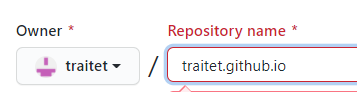 Owner * Repository name *
traitet / traitet.github.io